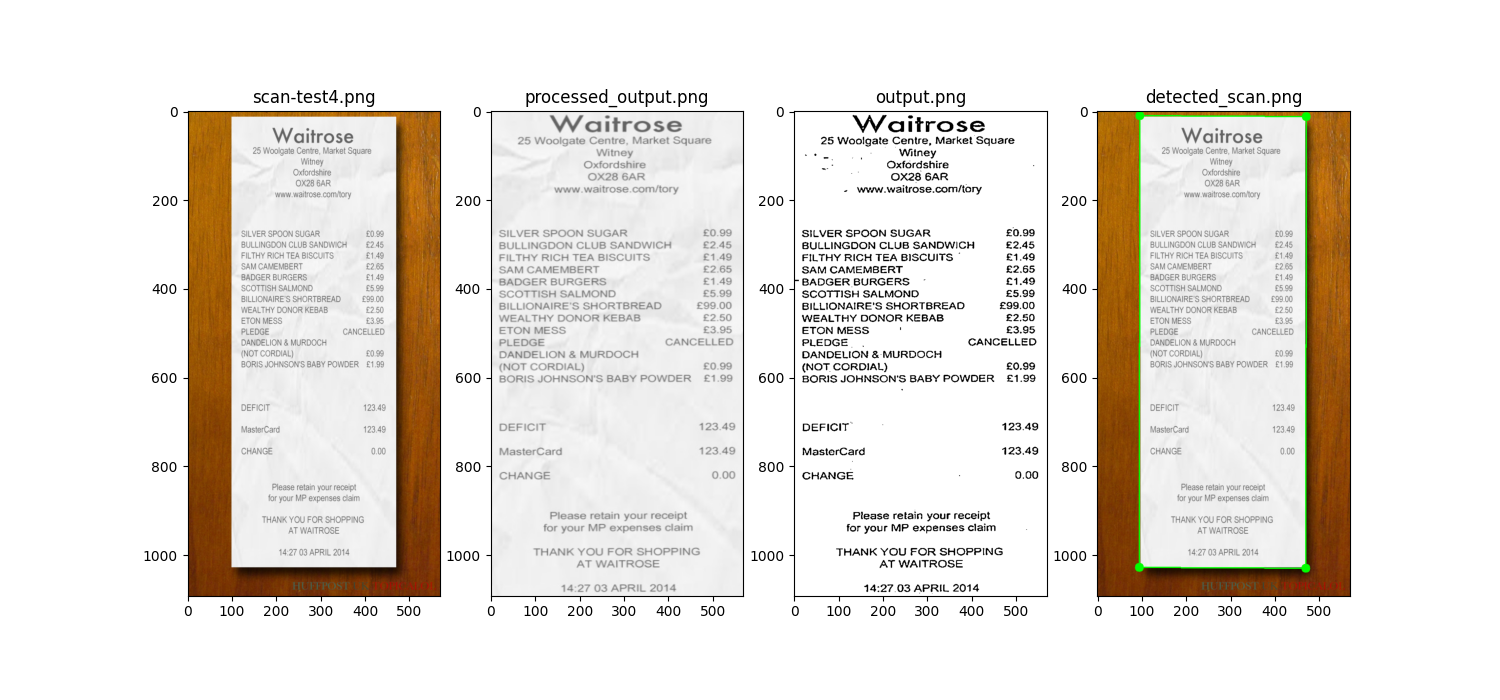 scan-test4.png
Waitrose
25 Woolgate Centre, Market Square
Witney
Oxfordshire
OX28 6AR
www.waitrose.com/tory
SILVER SPOON SUGAR £0.99
BULLINGDON CLUB SANDWICH £2.45
FILTHY RICH TEA BISCUITS £1.49
SAM CAMEMBERT £2.65
BADGER BURGERS £1.49
SCOTTISH SALMOND £5.99
BILLIONAIRE'S SHORTBREAD £99.00
WEALTHY DONOR KEBAB £2.50
ETON MESS £3.95
PLEDGE CANCELLED
DANDELION & MURDOCH
(NOT CORDIAL) £0.99
BORIS JOHNSON'S BABY POWDER £1.99
DEFICIT 123.49
MasterCard 123.49
CHANGE 0.00
Please retain your receipt
for your MP expenses claim
THANK YOU FOR SHOPPING
AT WAITROSE
14:27 03 APRIL 2014
0
200
400
600
800
1000
0 100 200 300 400 500
processed_output.png
Waitrose
25 Woolgate Centre, Market Square
Witney
Oxfordshire
OX28 6AR
www.waitrose.com/tory
SILVER SPOON SUGAR £0.99
BULLINGDON CLUB SANDWICH £2.45
FILTHY RICH TEA BISCUITS £1.49
SAM CAMEMBERT £2.65
BADGER BURGERS £1.49
SCOTTISH SALMOND £5.99
BILLIONAIRE'S SHORTBREAD £99.00
WEALTHY DONOR KEBAB £2.50
ETON MESS £3.95
PLEDGE CANCELLED
DANDELION & MURDOCH
(NOT CORDIAL) £0.99
BORIS JOHNSON'S BABY POWDER £1.99
DEFICIT 123.49
MasterCard 123.49
CHANGE 0.00
Please retain your receipt
for your MP expenses claim
THANK YOU FOR SHOPPING
AT WAITROSE
14:27 03 APRIL 2014
0
200
400
600
800
1000
0 100 200 300 400 500
output.png
Waitrose
25 Woolgate Centre, Market Square
Witney
Oxfordshire
OX28 6AR
www.waitrose.com/tory
SILVER SPOON SUGAR £0.99
BULLINGDON CLUB SANDWICH £2.45
FILTHY RICH TEA BISCUITS £1.49
SAM CAMEMBERT £2.65
BADGER BURGERS £1.49
SCOTTISH SALMOND £5.99
BILLIONAIRE'S SHORTBREAD £99.00
WEALTHY DONOR KEBAB £2.50
ETON MESS £3.95
PLEDGE CANCELLED
DANDELION & MURDOCH
(NOT CORDIAL) £0.99
BORIS JOHNSON'S BABY POWDER £1.99
DEFICIT 123.49
MasterCard 123.49
CHANGE 0.00
Please retain your receipt
for your MP expenses claim
THANK YOU FOR SHOPPING
AT WAITROSE
14:27 03 APRIL 2014
0
200
400
600
800
1000
0 100 200 300 400 500
detected_scan.png
Waitrose
25 Woolgate Centre, Market Square
Witney
Oxfordshire
OX28 6AR
www.waitrose.com/tory
SILVER SPOON SUGAR £0.99
BULLINGDON CLUB SANDWICH £2.45
FILTHY RICH TEA BISCUITS £1.49
SAM CAMEMBERT £2.65
BADGER BURGERS £1.49
SCOTTISH SALMOND £5.99
BILLIONAIRE'S SHORTBREAD £99.00
WEALTHY DONOR KEBAB £2.50
ETON MESS £3.95
PLEDGE CANCELLED
DANDELION & MURDOCH
(NOT CORDIAL) £0.99
BORIS JOHNSON'S BABY POWDER £1.99
DEFICIT 123.49
MasterCard 123.49
CHANGE 0.00
Please retain your receipt
for your MP expenses claim
THANK YOU FOR SHOPPING
AT WAITROSE
14:27 03 APRIL 2014
0
200
400
600
800
1000
0 100 200 300 400 500